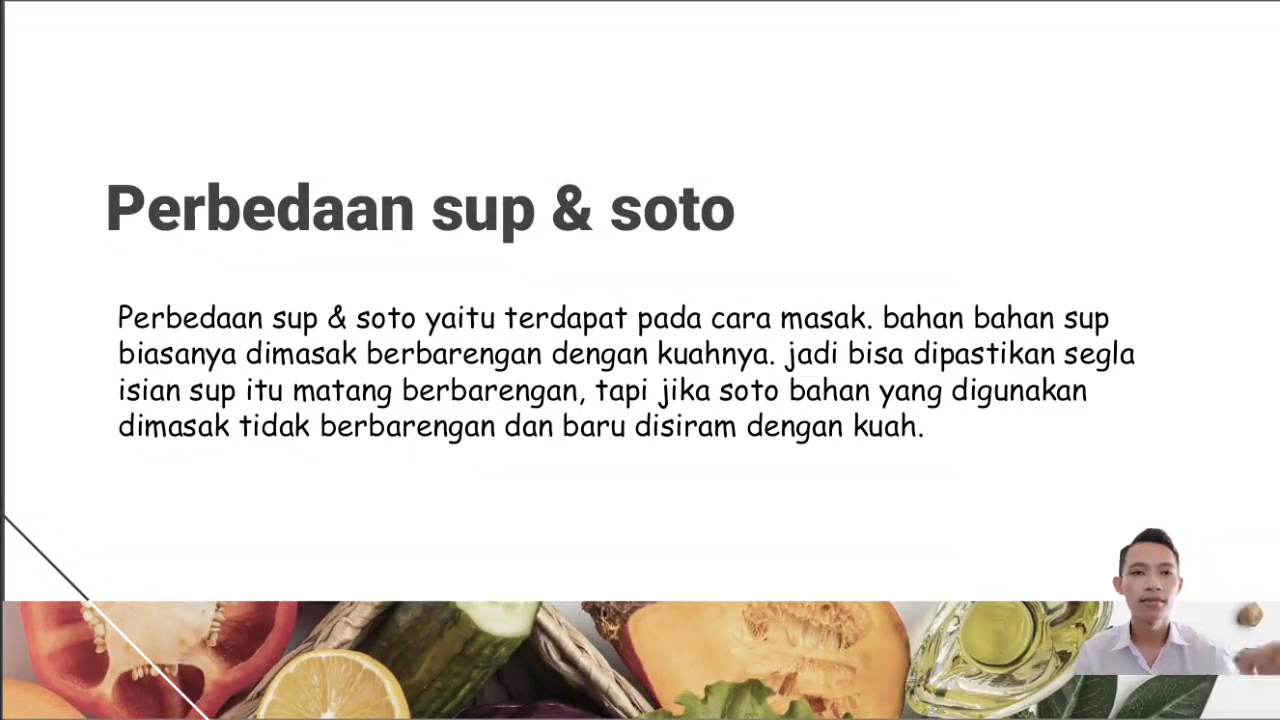 Perbedaan sup & soto
Perbedaan sup & soto yaitu terdapat pada cara masak. bahan bahan sup
biasanya dimasak berbarengan dengan kuahnya. jadi bisa dipastikan segla
isian sup itu matang berbarengan, tapi jika soto bahan yang digunakan
dimasak tidak berbarengan dan baru disiram dengan kuah.